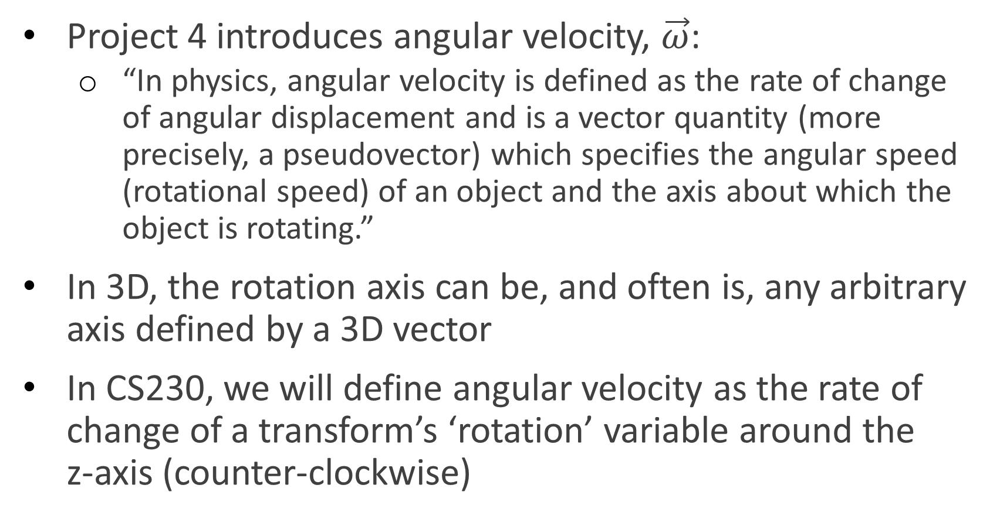 • Project 4 introduces angular velocity, $\vec{\omega}$:
○ “In physics, angular velocity is defined as the rate of change
of angular displacement and is a vector quantity (more
precisely, a pseudovector) which specifies the angular speed
(rotational speed) of an object and the axis about which the
object is rotating.”
• In 3D, the rotation axis can be, and often is, any arbitrary
axis defined by a 3D vector
• In CS230, we will define angular velocity as the rate of
change of a transform’s ‘rotation’ variable around the
z-axis (counter-clockwise)